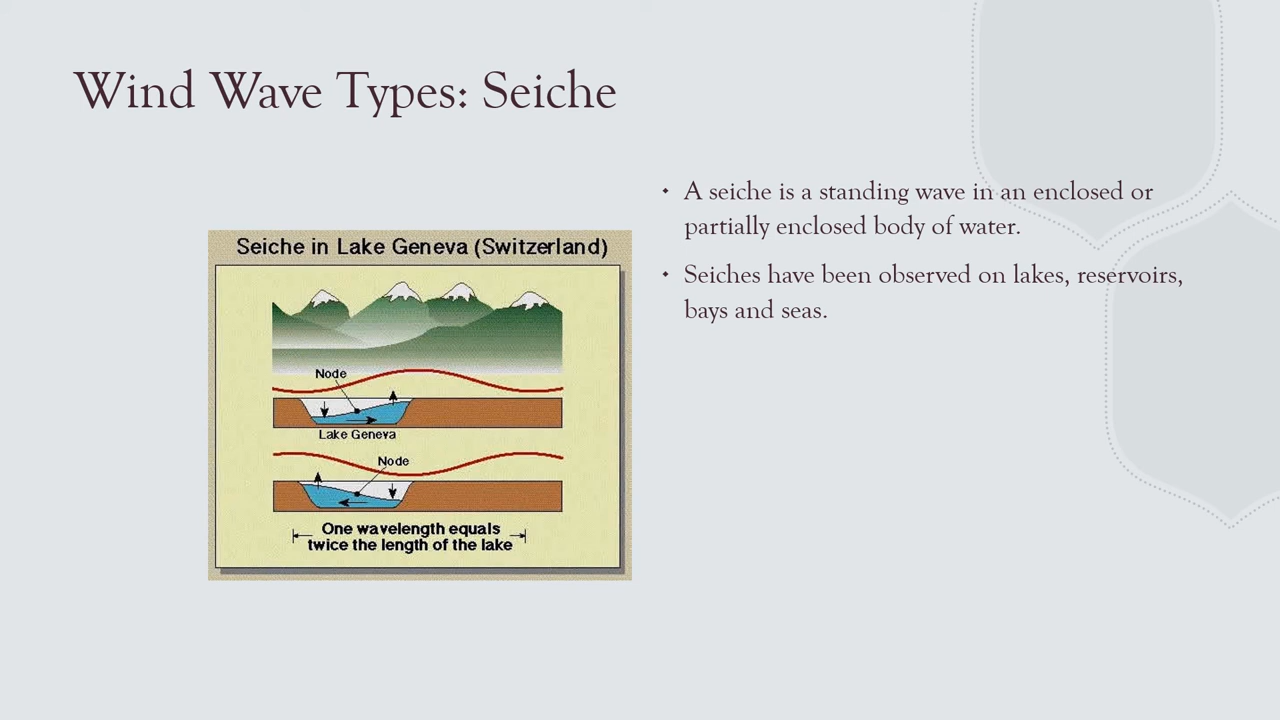 Wind Wave Types: Seiche
Seiche in Lake Geneva (Switzerland)
Node
Lake Geneva
Node
One wavelength equals
twice the length of the lake
• A seiche is a standing wave in an enclosed or
partially enclosed body of water.
• Seiches have been observed on lakes, reservoirs,
bays and seas.